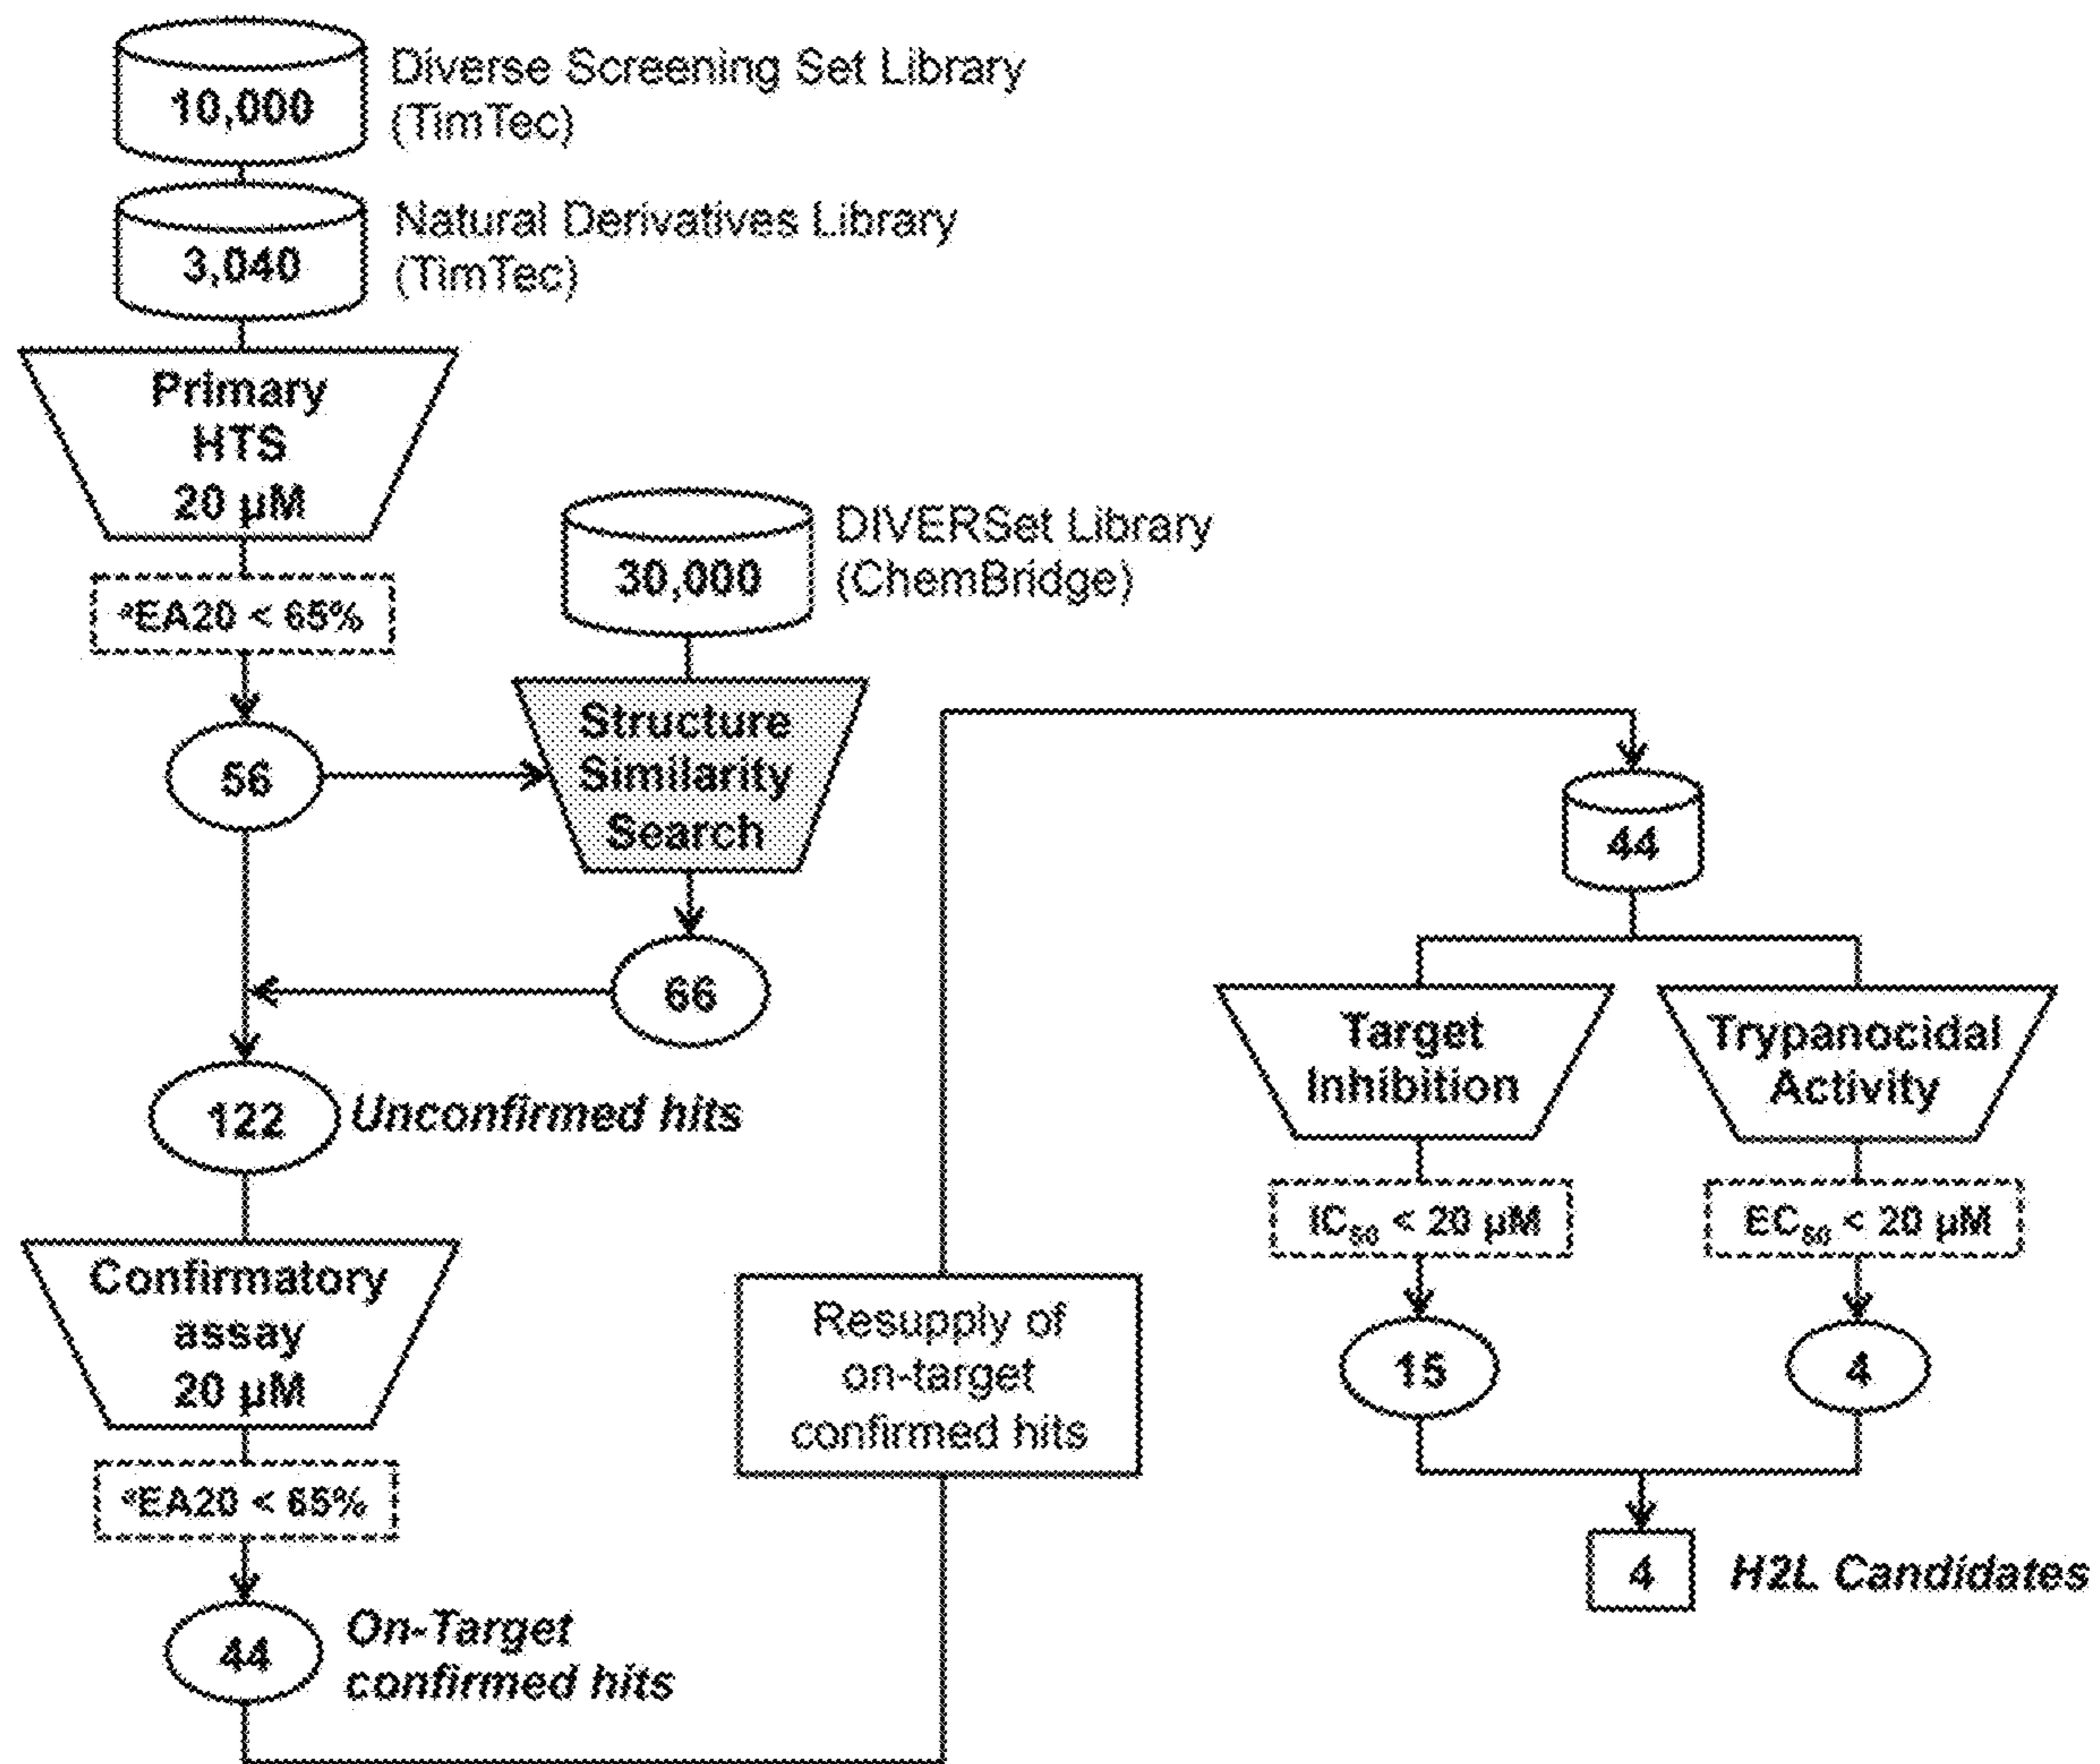 10,000
Diverse Screening Set Library
(TimTec)
3,040
Natural Derivatives Library
(TimTec)
Primary
HTS
20 µM
ᵃEA20 < 65%
56
30,000
DIVERSet Library
(ChemBridge)
Structure
Similarity
Search
66
122
Unconfirmed hits
Confirmatory
assay
20 µM
ᵃEA20 < 65%
44
On-Target
confirmed hits
Resupply of
on-target
confirmed hits
44
Target
Inhibition
IC₅₀ < 20 µM
15
Trypanocidal
Activity
EC₅₀ < 20 µM
4
4
H2L Candidates